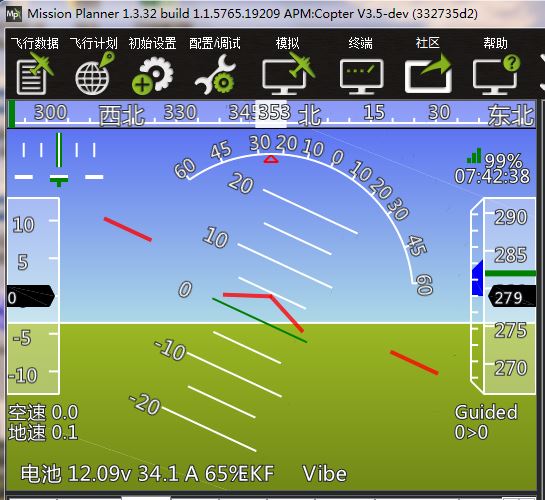 Mission Planner 1.3.32 build 1.1.5765.19209 APM:Copter V3.5-dev (332735d2)
飞行数据 飞行计划 初始设置 配置/调试 模拟 终端 社区 帮助
300 西北 330 345 353 北 15 30 东北
60 45 30 20 10 0 10 20 30 45 60
99%
07:42:38
20
10
0
-10
-20
10
5
0
-5
-10
290
285
279
275
270
空速 0.0
地速 0.1
Guided
0>0
电池 12.09v 34.1 A 65% EKF Vibe